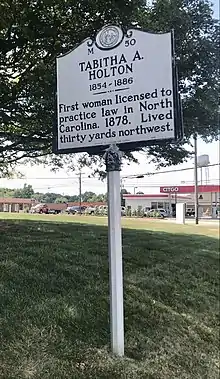 M 50
TABITHA A.
HOLTON
1854-1886
First woman licensed to
practice law in North
Carolina, 1878. Lived
thirty yards northwest.
CITGO